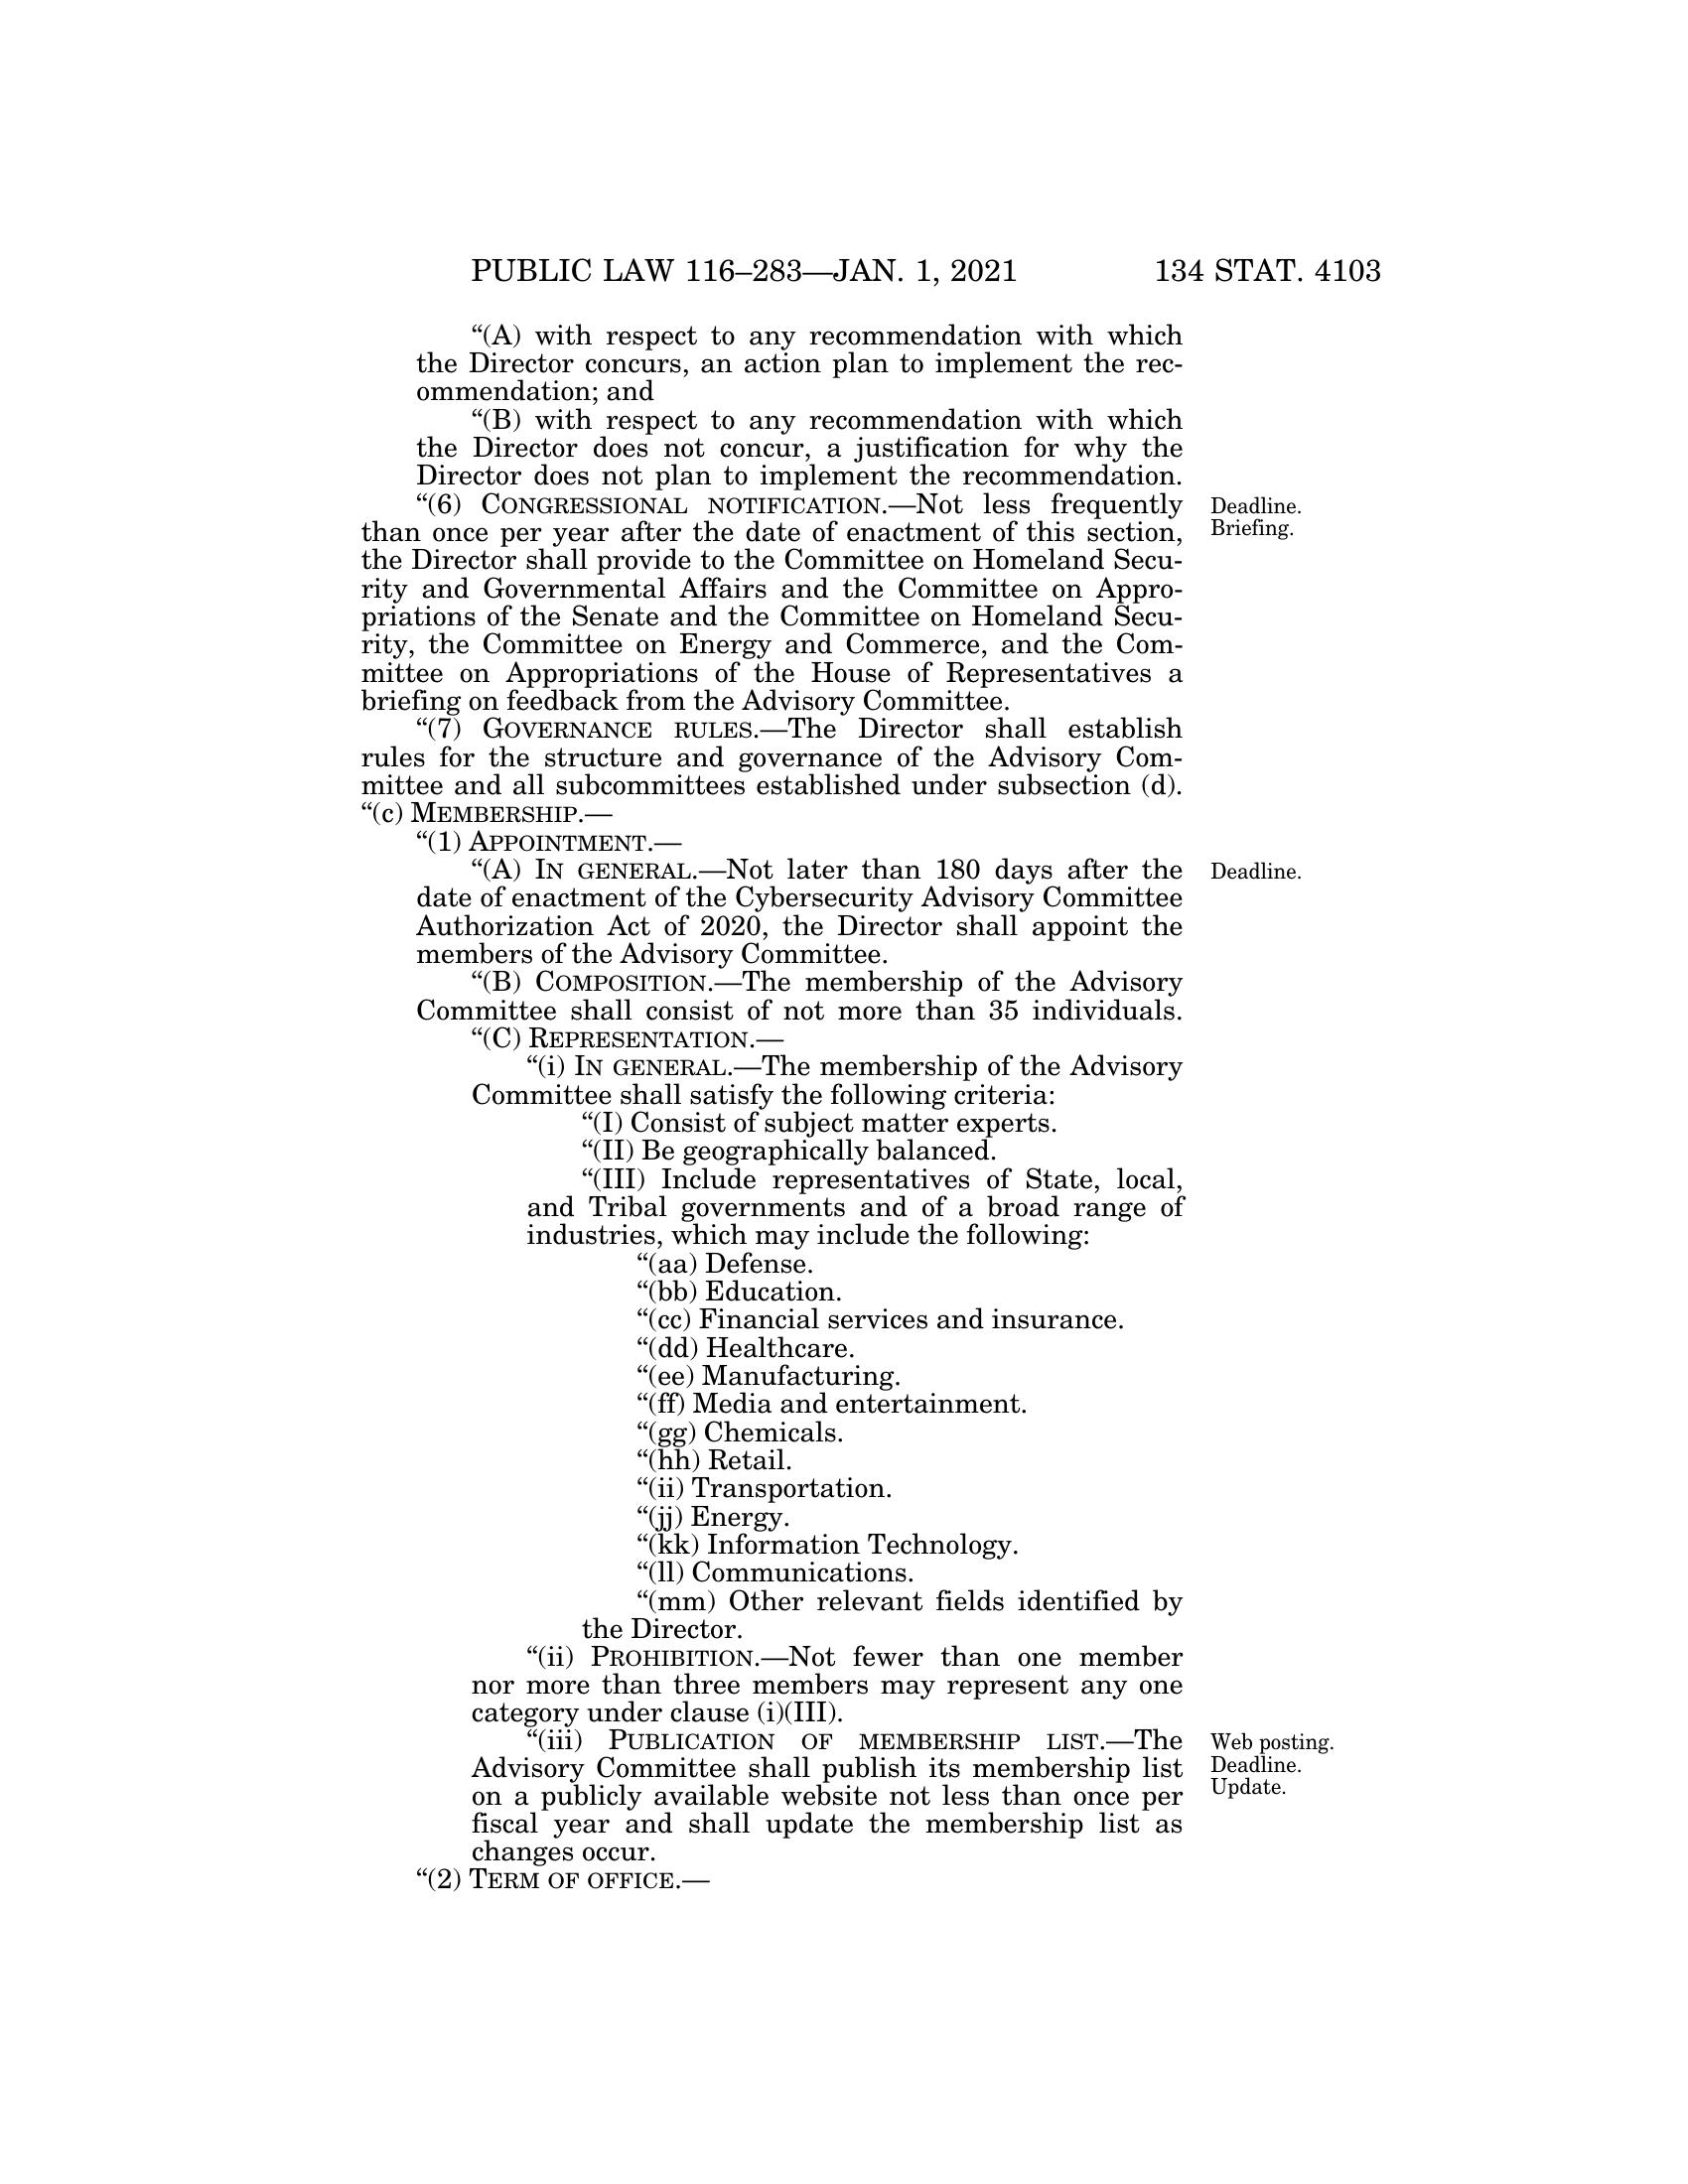 PUBLIC LAW 116–283—JAN. 1, 2021 134 STAT. 4103
“(A) with respect to any recommendation with which
the Director concurs, an action plan to implement the rec-
ommendation; and
“(B) with respect to any recommendation with which
the Director does not concur, a justification for why the
Director does not plan to implement the recommendation.
“(6) CONGRESSIONAL NOTIFICATION.—Not less frequently
than once per year after the date of enactment of this section,
the Director shall provide to the Committee on Homeland Secu-
rity and Governmental Affairs and the Committee on Appro-
priations of the Senate and the Committee on Homeland Secu-
rity, the Committee on Energy and Commerce, and the Com-
mittee on Appropriations of the House of Representatives a
briefing on feedback from the Advisory Committee.
“(7) GOVERNANCE RULES.—The Director shall establish
rules for the structure and governance of the Advisory Com-
mittee and all subcommittees established under subsection (d).
“(c) MEMBERSHIP.—
“(1) APPOINTMENT.—
“(A) IN GENERAL.—Not later than 180 days after the
date of enactment of the Cybersecurity Advisory Committee
Authorization Act of 2020, the Director shall appoint the
members of the Advisory Committee.
“(B) COMPOSITION.—The membership of the Advisory
Committee shall consist of not more than 35 individuals.
“(C) REPRESENTATION.—
“(i) IN GENERAL.—The membership of the Advisory
Committee shall satisfy the following criteria:
“(I) Consist of subject matter experts.
“(II) Be geographically balanced.
“(III) Include representatives of State, local,
and Tribal governments and of a broad range of
industries, which may include the following:
“(aa) Defense.
“(bb) Education.
“(cc) Financial services and insurance.
“(dd) Healthcare.
“(ee) Manufacturing.
“(ff) Media and entertainment.
“(gg) Chemicals.
“(hh) Retail.
“(ii) Transportation.
“(jj) Energy.
“(kk) Information Technology.
“(ll) Communications.
“(mm) Other relevant fields identified by
the Director.
“(ii) PROHIBITION.—Not fewer than one member
nor more than three members may represent any one
category under clause (i)(III).
“(iii) PUBLICATION OF MEMBERSHIP LIST.—The
Advisory Committee shall publish its membership list
on a publicly available website not less than once per
fiscal year and shall update the membership list as
changes occur.
“(2) TERM OF OFFICE.—
Deadline.
Briefing.
Deadline.
Web posting.
Deadline.
Update.